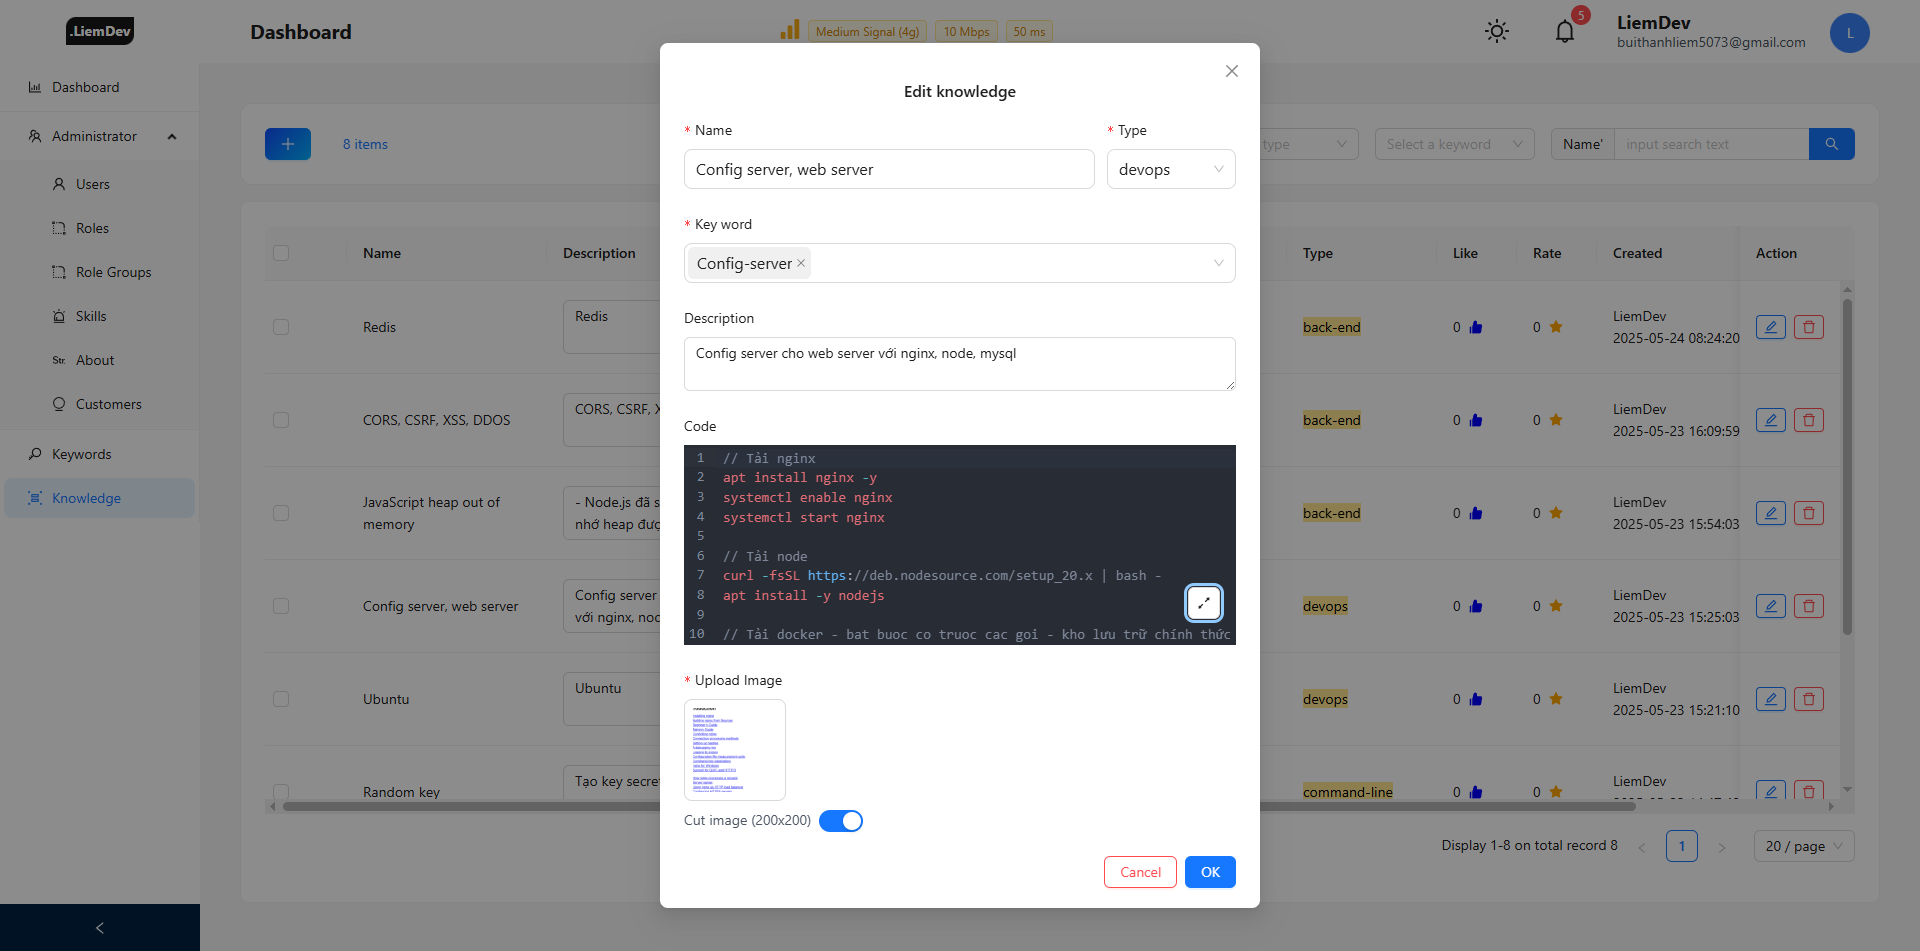 .LiemDev
Dashboard
Medium Signal (4g)
10 Mbps
50 ms
5
LiemDev
buithanhliem5073@gmail.com
L
Dashboard
Administrator
Users
Roles
Role Groups
Skills
Str. About
Customers
Keywords
Knowledge
8 items
type
Select a keyword
Name'
input search text
Name
Description
Type
Like
Rate
Created
Action
Redis
Redis
back-end
0
0
LiemDev
2025-05-24 08:24:20
CORS, CSRF, XSS, DDOS
CORS, CSRF, X
back-end
0
0
LiemDev
2025-05-23 16:09:59
JavaScript heap out of
memory
- Node.js đã s
nhớ heap đượ
back-end
0
0
LiemDev
2025-05-23 15:54:03
Config server, web server
Config server
với nginx, nod
devops
0
0
LiemDev
2025-05-23 15:25:03
Ubuntu
Ubuntu
devops
0
0
LiemDev
2025-05-23 15:21:10
Random key
Tạo key secre
command-line
0
0
LiemDev
Display 1-8 on total record 8
1
20 / page
Edit knowledge
* Name
Config server, web server
* Type
devops
* Key word
Config-server
Description
Config server cho web server với nginx, node, mysql
Code
1 // Tải nginx
2 apt install nginx -y
3 systemctl enable nginx
4 systemctl start nginx
5
6 // Tải node
7 curl -fsSL https://deb.nodesource.com/setup_20.x | bash -
8 apt install -y nodejs
9
10 // Tải docker - bat buoc co truoc cac goi - kho lưu trữ chính thức
* Upload Image
Cut image (200x200)
Cancel
OK